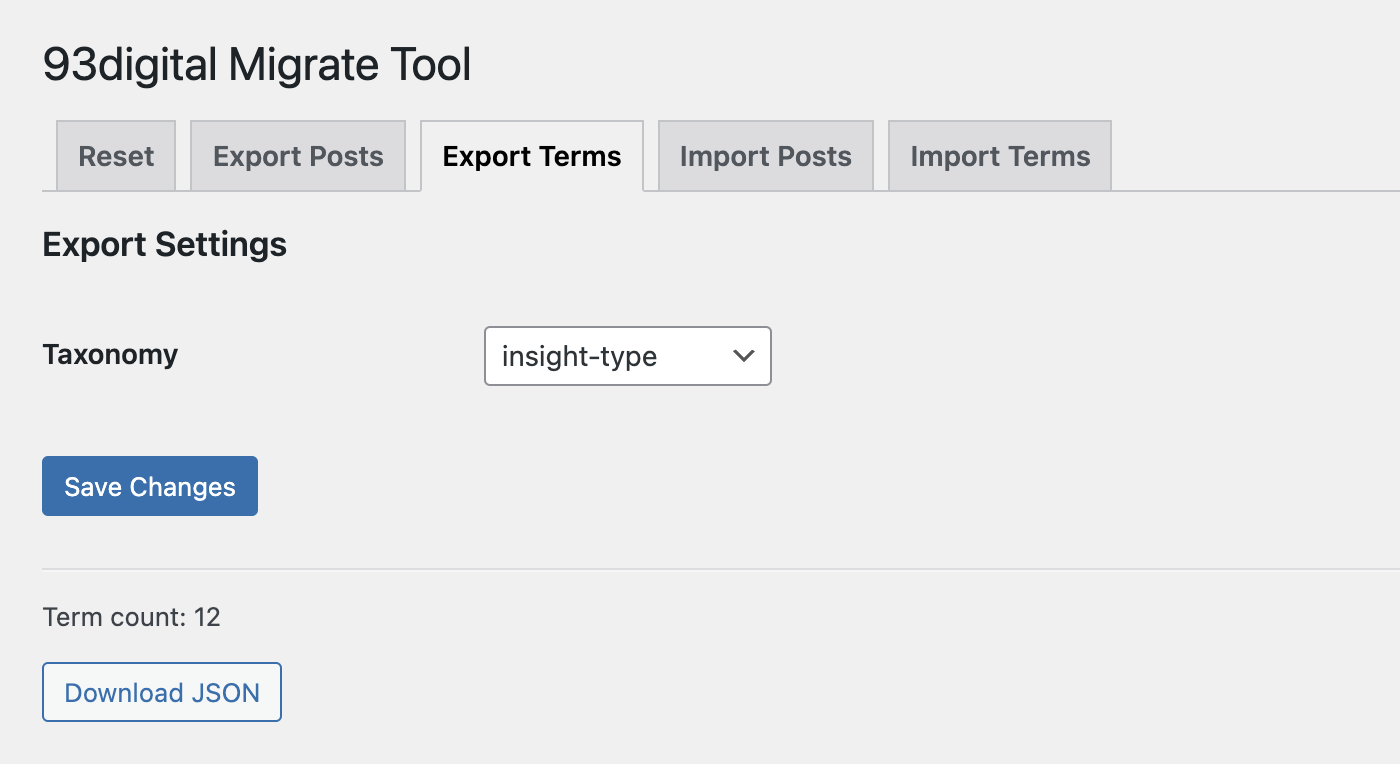 93digital Migrate Tool
Reset Export Posts Export Terms Import Posts Import Terms
Export Settings
Taxonomy insight-type
Save Changes
Term count: 12
Download JSON